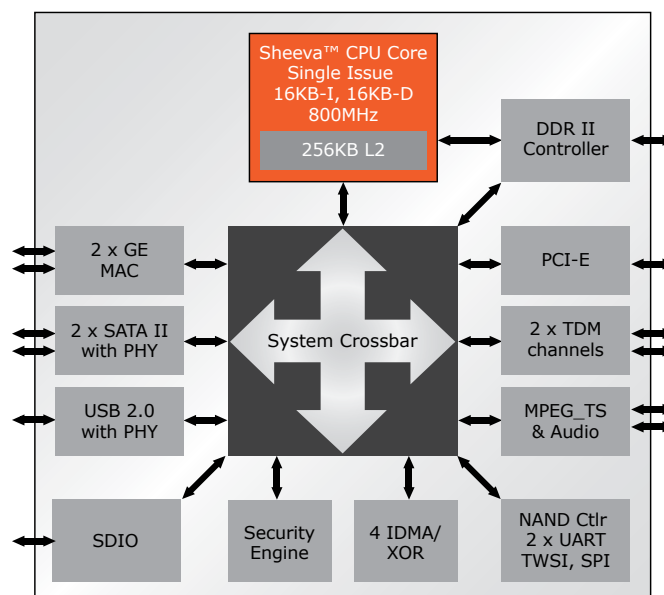 Sheeva™ CPU Core
Single Issue
16KB-I, 16KB-D
800MHz
256KB L2
DDR II
Controller
2 x GE
MAC
PCI-E
2 x SATA II
with PHY
System Crossbar
2 x TDM
channels
USB 2.0
with PHY
MPEG_TS
& Audio
SDIO
Security
Engine
4 IDMA/
XOR
NAND Ctlr
2 x UART
TWSI, SPI